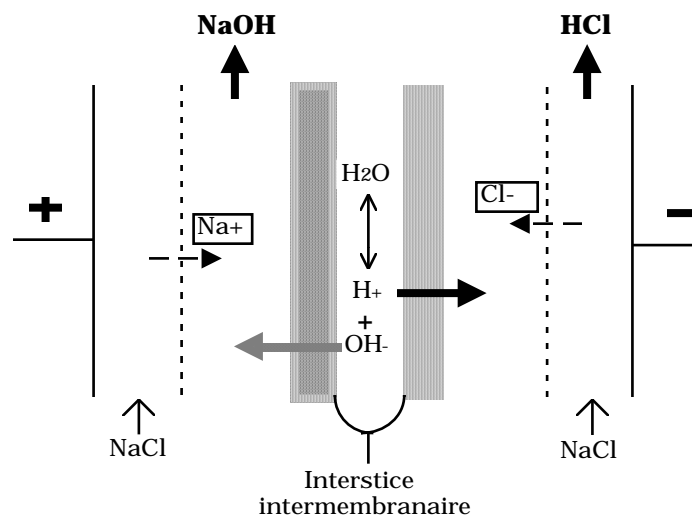 NaOH HCl
H2O
+ Cl- -
Na+
H+
+
OH-
NaCl NaCl
Interstice
intermembranaire